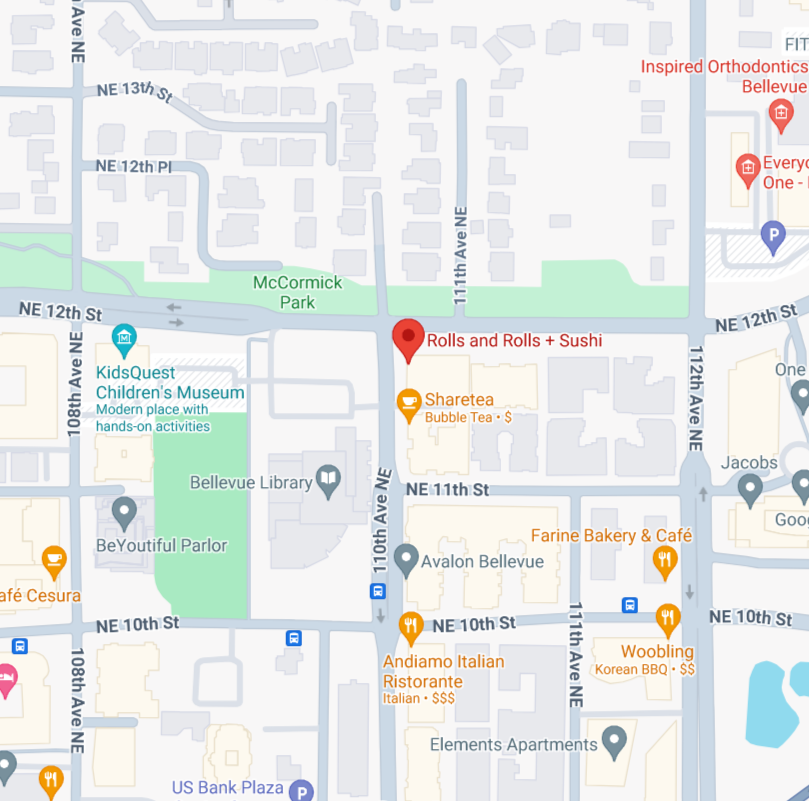 Ave NE
FIT
Inspired Orthodontics
Bellevue
NE 13th St
NE 12th Pl
Everyo
One -
P
111th Ave NE
McCormick
Park
NE 12th St
NE 12th St
Rolls and Rolls + Sushi
KidsQuest
Children's Museum
Modern place with
hands-on activities
108th Ave NE
112th Ave NE
One
Sharetea
Bubble Tea • $
Jacobs
Bellevue Library
110th Ave NE
NE 11th St
Goo
BeYoutiful Parlor
Farine Bakery & Café
Avalon Bellevue
afé Cesura
NE 10th St
NE 10th St
NE 10th St
111th Ave NE
Woobling
Korean BBQ • $$
Andiamo Italian
Ristorante
Italian • $$$
108th Ave NE
Elements Apartments
US Bank Plaza
P